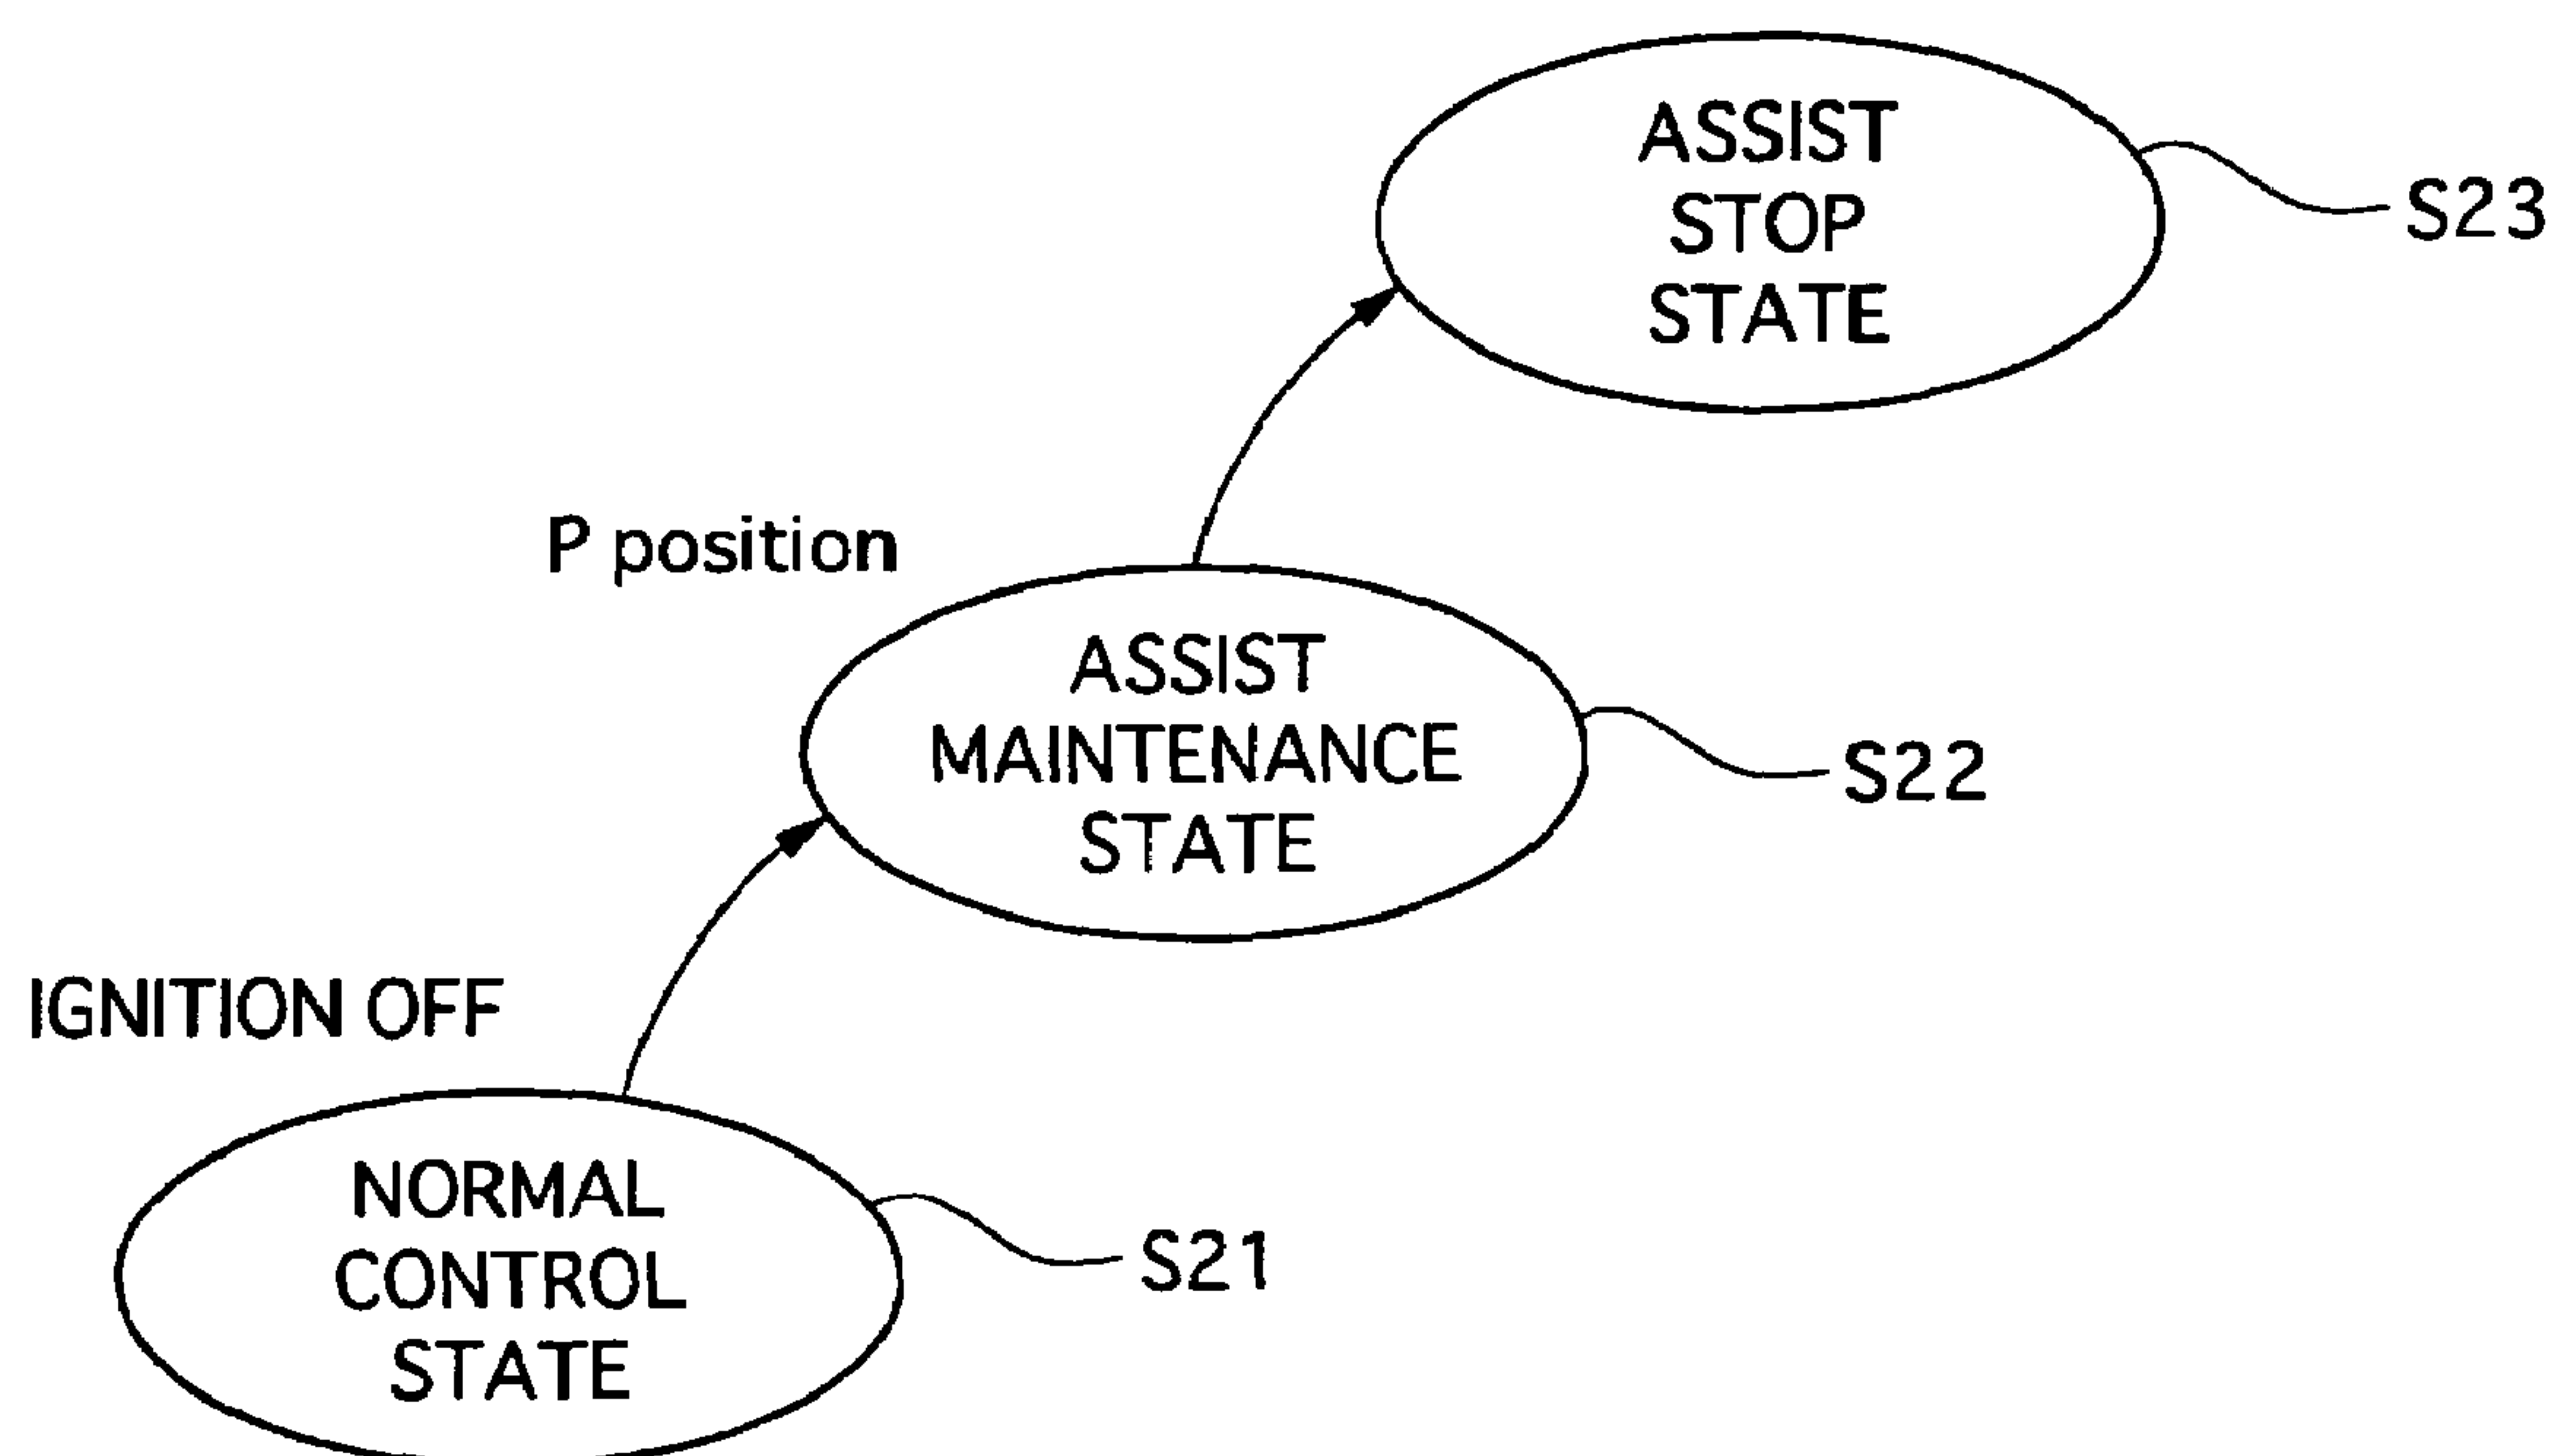 ASSIST
STOP
STATE
S23
P position
ASSIST
MAINTENANCE
STATE
S22
IGNITION OFF
NORMAL
CONTROL
STATE
S21